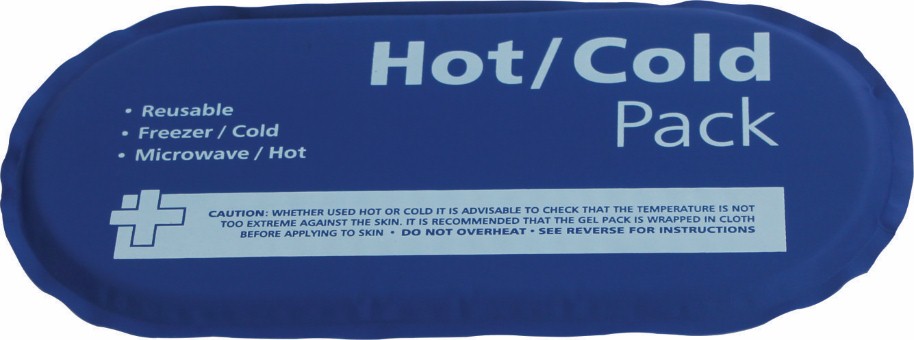 Hot/Cold
Pack
• Reusable
• Freezer / Cold
• Microwave / Hot
CAUTION: WHETHER USED HOT OR COLD IT IS ADVISABLE TO CHECK THAT THE TEMPERATURE IS NOT
TOO EXTREME AGAINST THE SKIN. IT IS RECOMMENDED THAT THE GEL PACK IS WRAPPED IN CLOTH
BEFORE APPLYING TO SKIN • DO NOT OVERHEAT • SEE REVERSE FOR INSTRUCTIONS